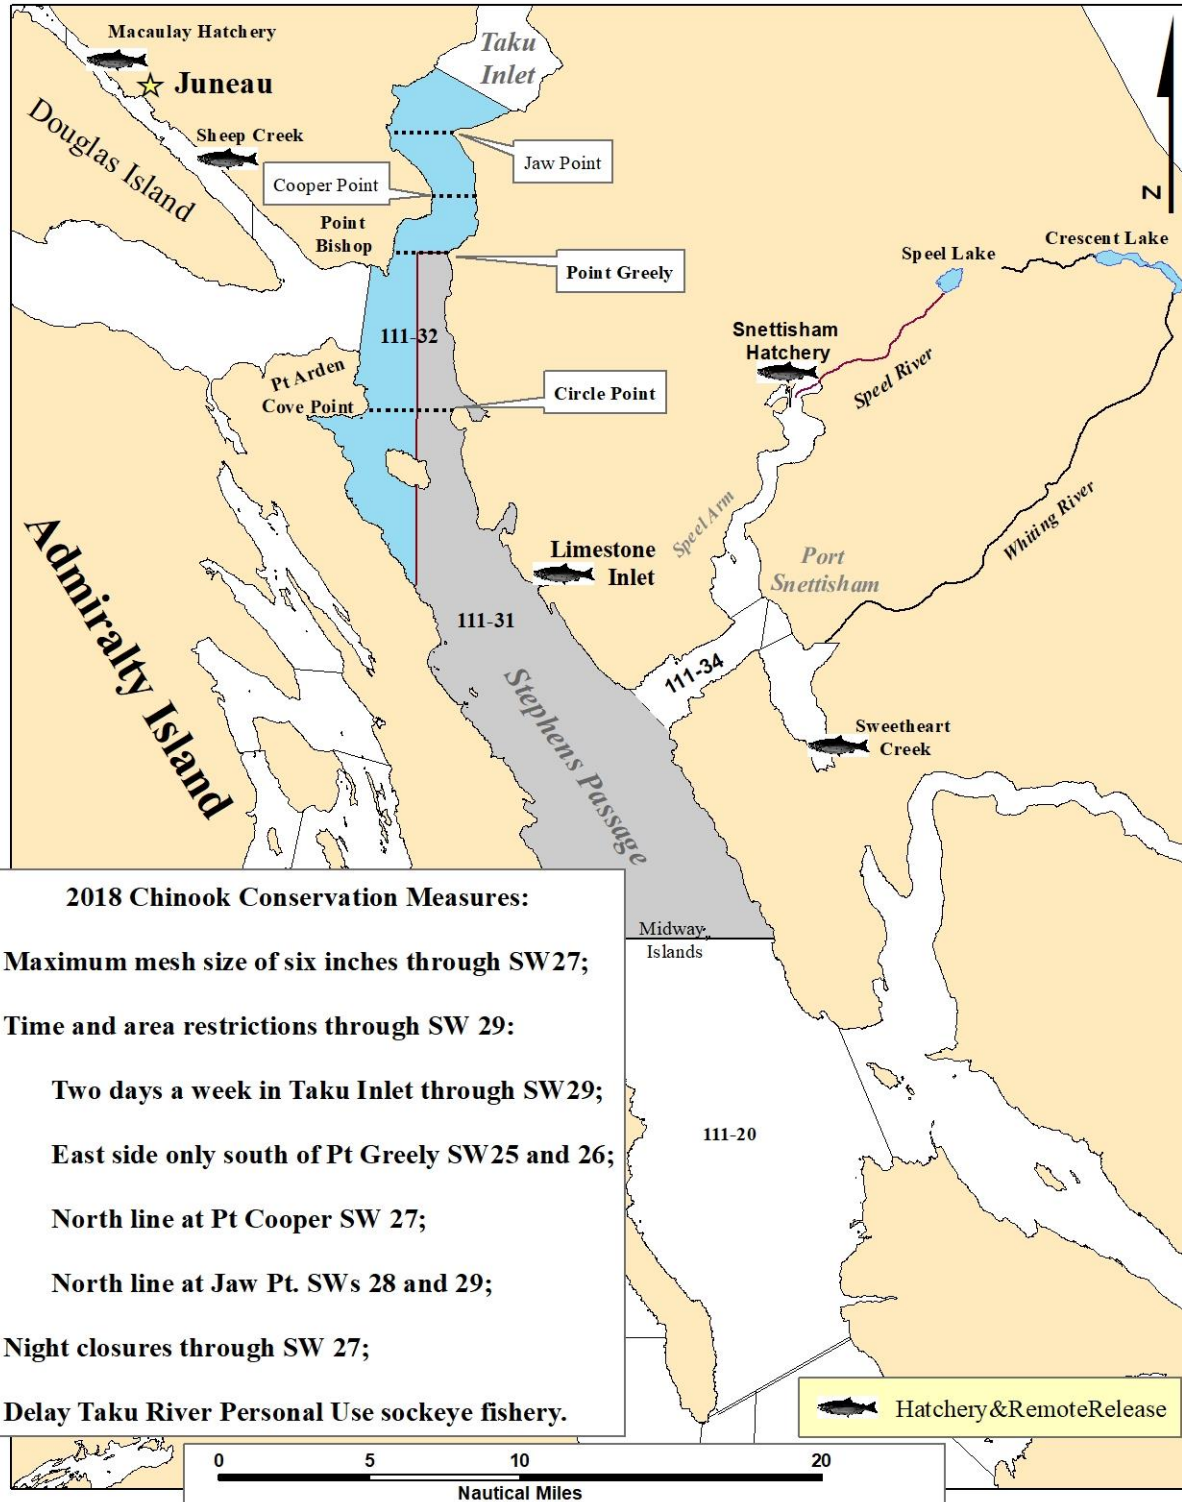 Macaulay Hatchery
Juneau
Taku
Inlet
Douglas Island
Sheep Creek
Jaw Point
Cooper Point
Point
Bishop
Point Greely
N
Speel Lake
Crescent Lake
111-32
Snettisham
Hatchery
Pt Arden
Cove Point
Circle Point
Speel River
Admiralty Island
Speel Arm
Whiting River
Limestone
Inlet
Port
Snettisham
111-31
111-34
Stephens Passage
Sweetheart
Creek
Midway
Islands
2018 Chinook Conservation Measures:
Maximum mesh size of six inches through SW27;
Time and area restrictions through SW 29:
Two days a week in Taku Inlet through SW29;
East side only south of Pt Greely SW25 and 26;
North line at Pt Cooper SW 27;
North line at Jaw Pt. SWs 28 and 29;
Night closures through SW 27;
Delay Taku River Personal Use sockeye fishery.
111-20
Hatchery&RemoteRelease
0 5 10 20
Nautical Miles